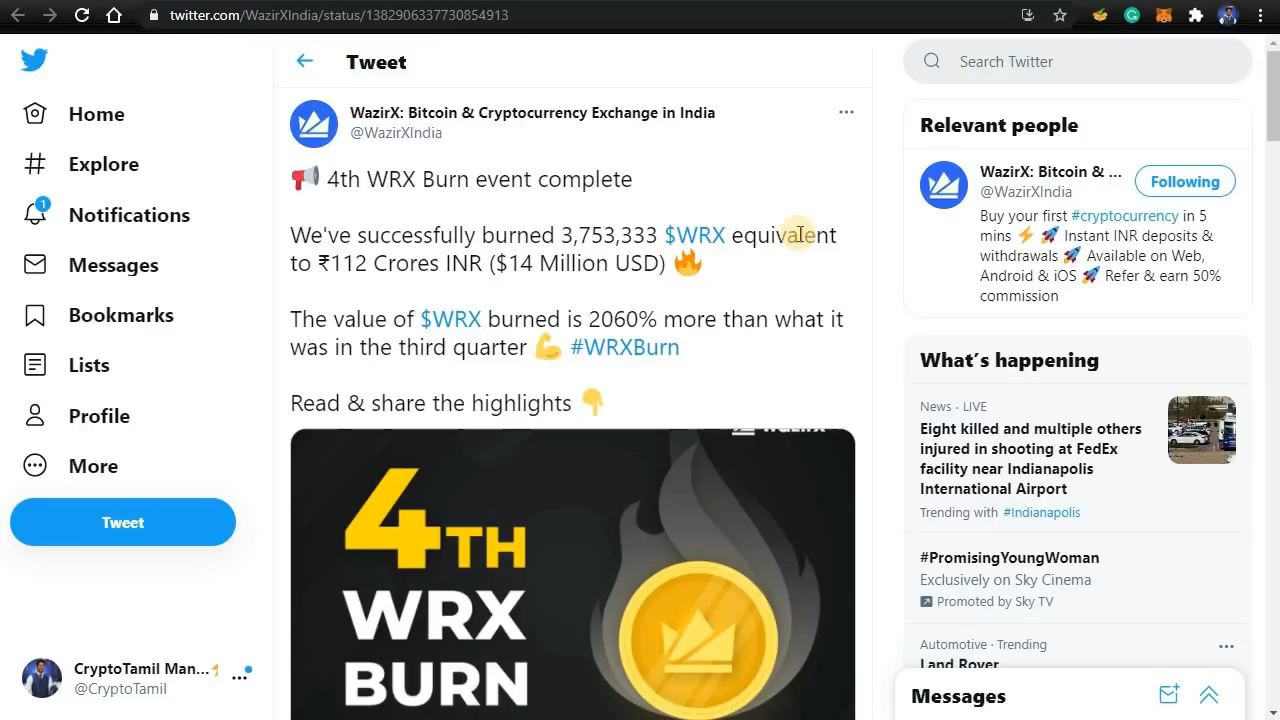 twitter.com/WazirXIndia/status/1382906337730854913
Home
Explore
1
Notifications
Messages
Bookmarks
Lists
Profile
More
Tweet
CryptoTamil Man...
@CryptoTamil
Tweet
WazirX: Bitcoin & Cryptocurrency Exchange in India
@WazirXIndia
📢 4th WRX Burn event complete
We've successfully burned 3,753,333 $WRX equivalent
to ₹112 Crores INR ($14 Million USD) 🔥
The value of $WRX burned is 2060% more than what it
was in the third quarter 💪 #WRXBurn
Read & share the highlights 👇
WazirX
4TH
WRX
BURN
Search Twitter
Relevant people
WazirX: Bitcoin & ...
@WazirXIndia
Following
Buy your first #cryptocurrency in 5
mins ⚡ 🚀 Instant INR deposits &
withdrawals 🚀 Available on Web,
Android & iOS 🚀 Refer & earn 50%
commission
What's happening
News · LIVE
Eight killed and multiple others
injured in shooting at FedEx
facility near Indianapolis
International Airport
Trending with #Indianapolis
#PromisingYoungWoman
Exclusively on Sky Cinema
Promoted by Sky TV
Automotive · Trending
Land Rover
Messages